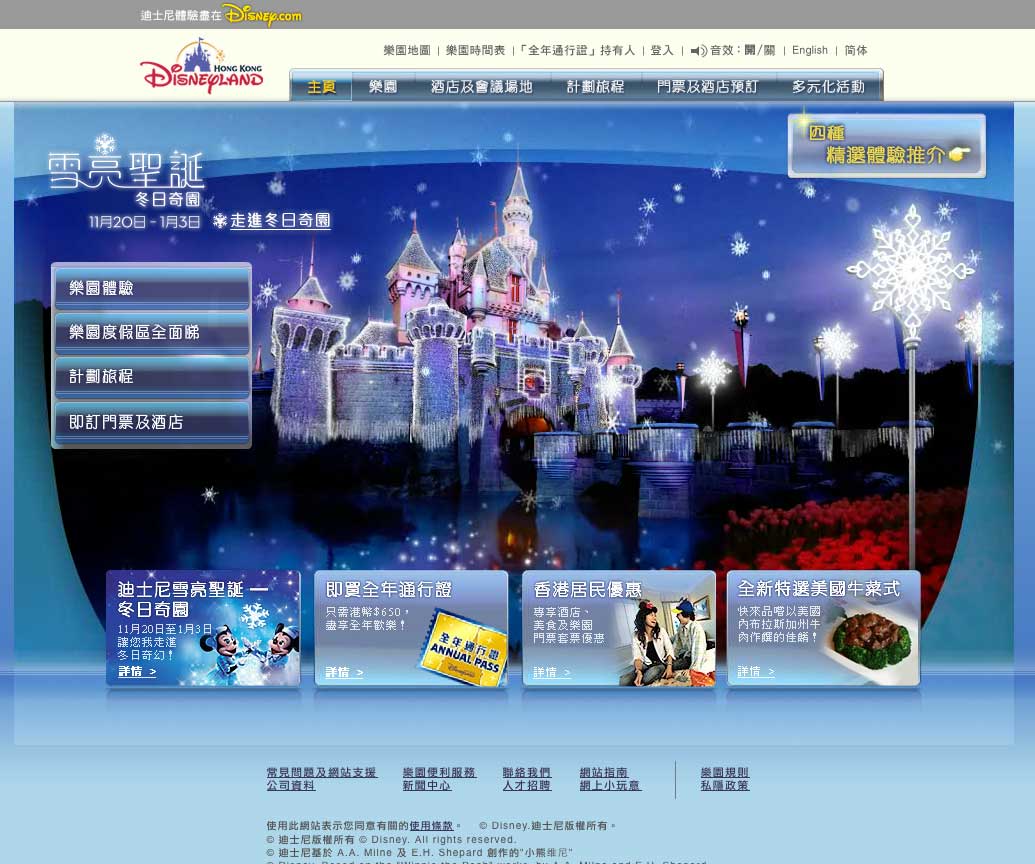 迪士尼體驗盡在 Disney.com
HONG KONG
DISNEYLAND
樂園地圖 | 樂園時間表 | 「全年通行證」持有人 | 登入 | 音效：開/關 | English | 简体
主頁 樂園 酒店及會議場地 計劃旅程 門票及酒店預訂 多元化活動
四種
精選體驗推介
雪亮聖誕
冬日奇園
11月20日 - 1月3日
走進冬日奇園
樂園體驗
樂園度假區全面睇
計劃旅程
即訂門票及酒店
迪士尼雪亮聖誕 —
冬日奇園
11月20日至1月3日
讓您我走進
冬日奇幻！
詳情 >
即買全年通行證
只需港幣$650，
盡享全年歡樂！
全年通行證
ANNUAL PASS
詳情 >
香港居民優惠
專享酒店、
美食及樂園
門票套票優惠
詳情 >
全新特選美國牛菜式
快來品嚐以美國
內布拉斯加州牛
肉作饌的佳餚！
詳情 >
常見問題及網站支援 樂園便利服務 聯絡我們 網站指南 樂園規則
公司資料 新聞中心 人才招聘 網上小玩意 私隱政策
使用此網站表示您同意有關的使用條款。 © Disney.迪士尼版權所有。
© 迪士尼版權所有 © Disney. All rights reserved.
© 迪士尼基於 A.A. Milne 及 E.H. Shepard 創作的"小熊维尼"